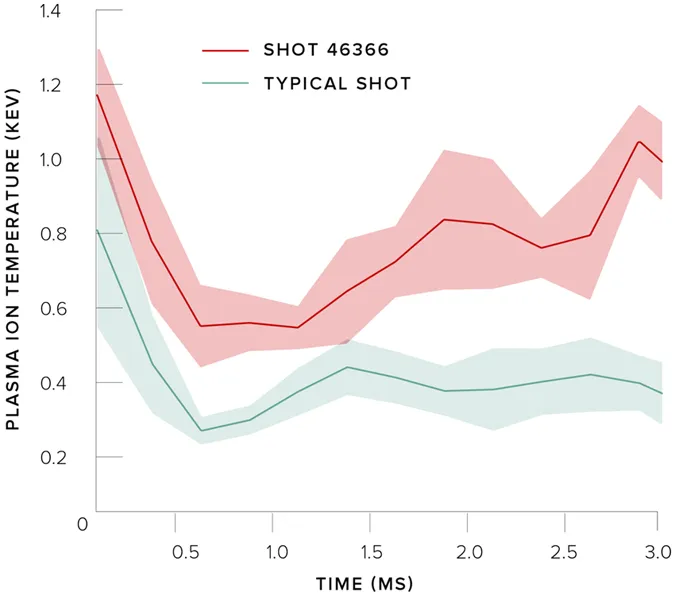 1.4
SHOT 46366
TYPICAL SHOT
1.2
1.0
0.8
0.6
0.4
0.2
0
PLASMA ION TEMPERATURE (KEV)
0.5 1.0 1.5 2.0 2.5 3.0
TIME (MS)